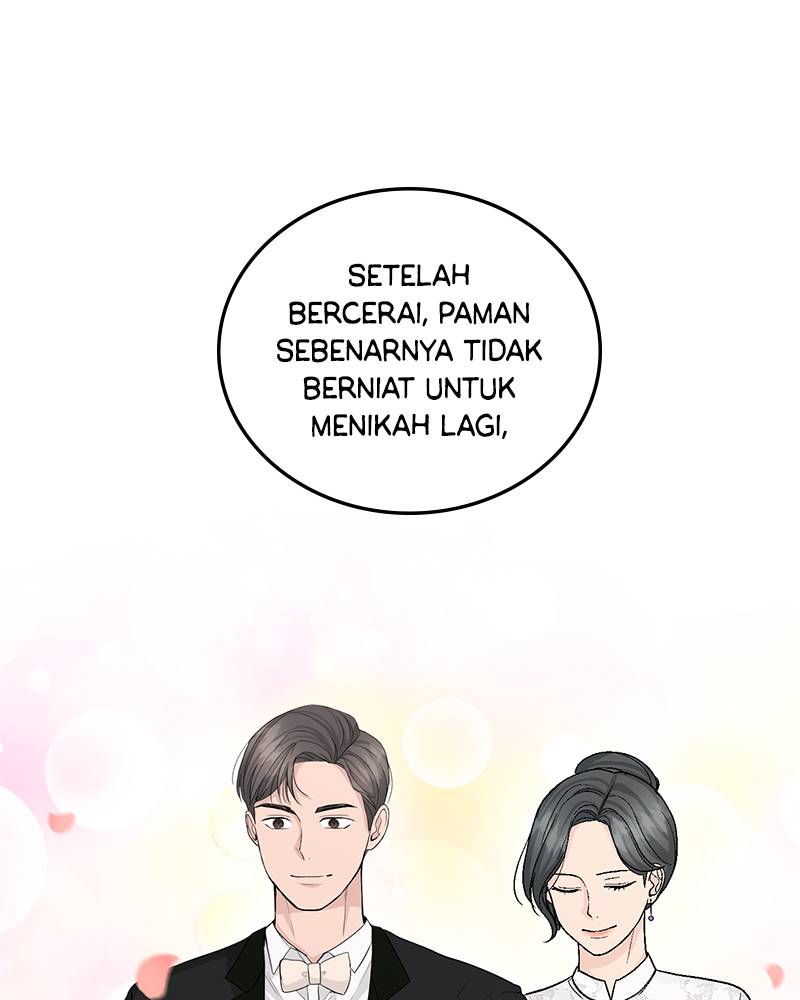 SETELAH
BERCERAI, PAMAN
SEBENARNYA TIDAK
BERNIAT UNTUK
MENIKAH LAGI,